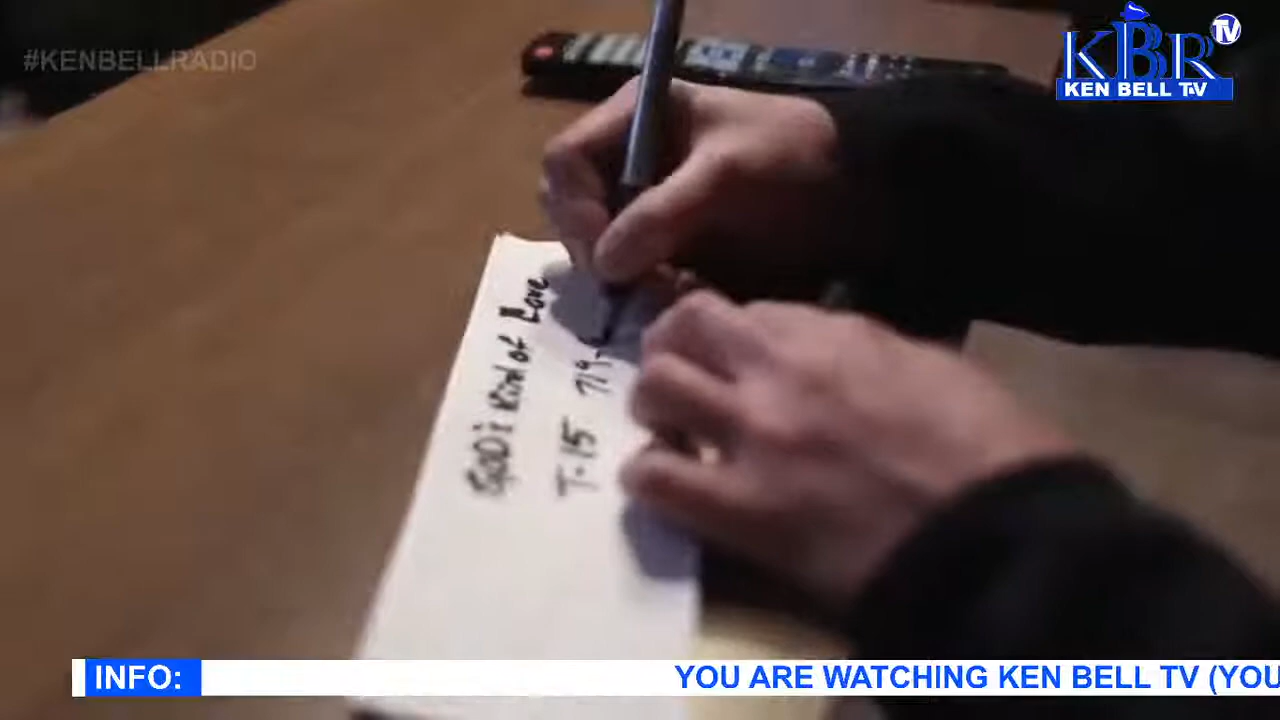 #KENBELLRADIO
KBR TV
KEN BELL TV
GOD's Kind of Love
T-15 719-
INFO:
YOU ARE WATCHING KEN BELL TV (YOU